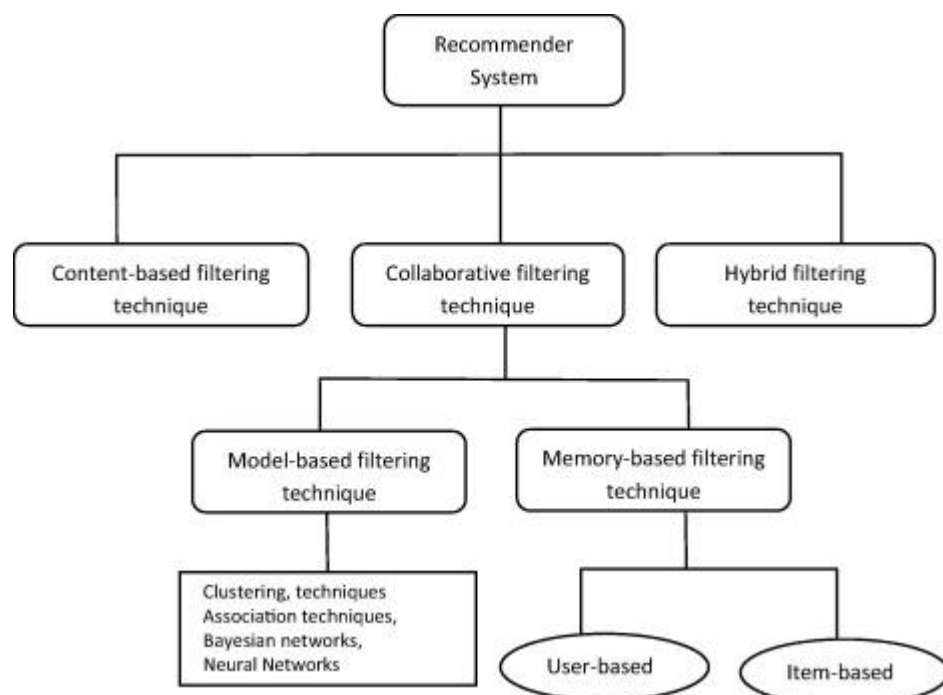 Recommender
System
Content-based filtering
technique
Collaborative filtering
technique
Hybrid filtering
technique
Model-based filtering
technique
Memory-based filtering
technique
Clustering, techniques
Association techniques,
Bayesian networks,
Neural Networks
User-based
Item-based